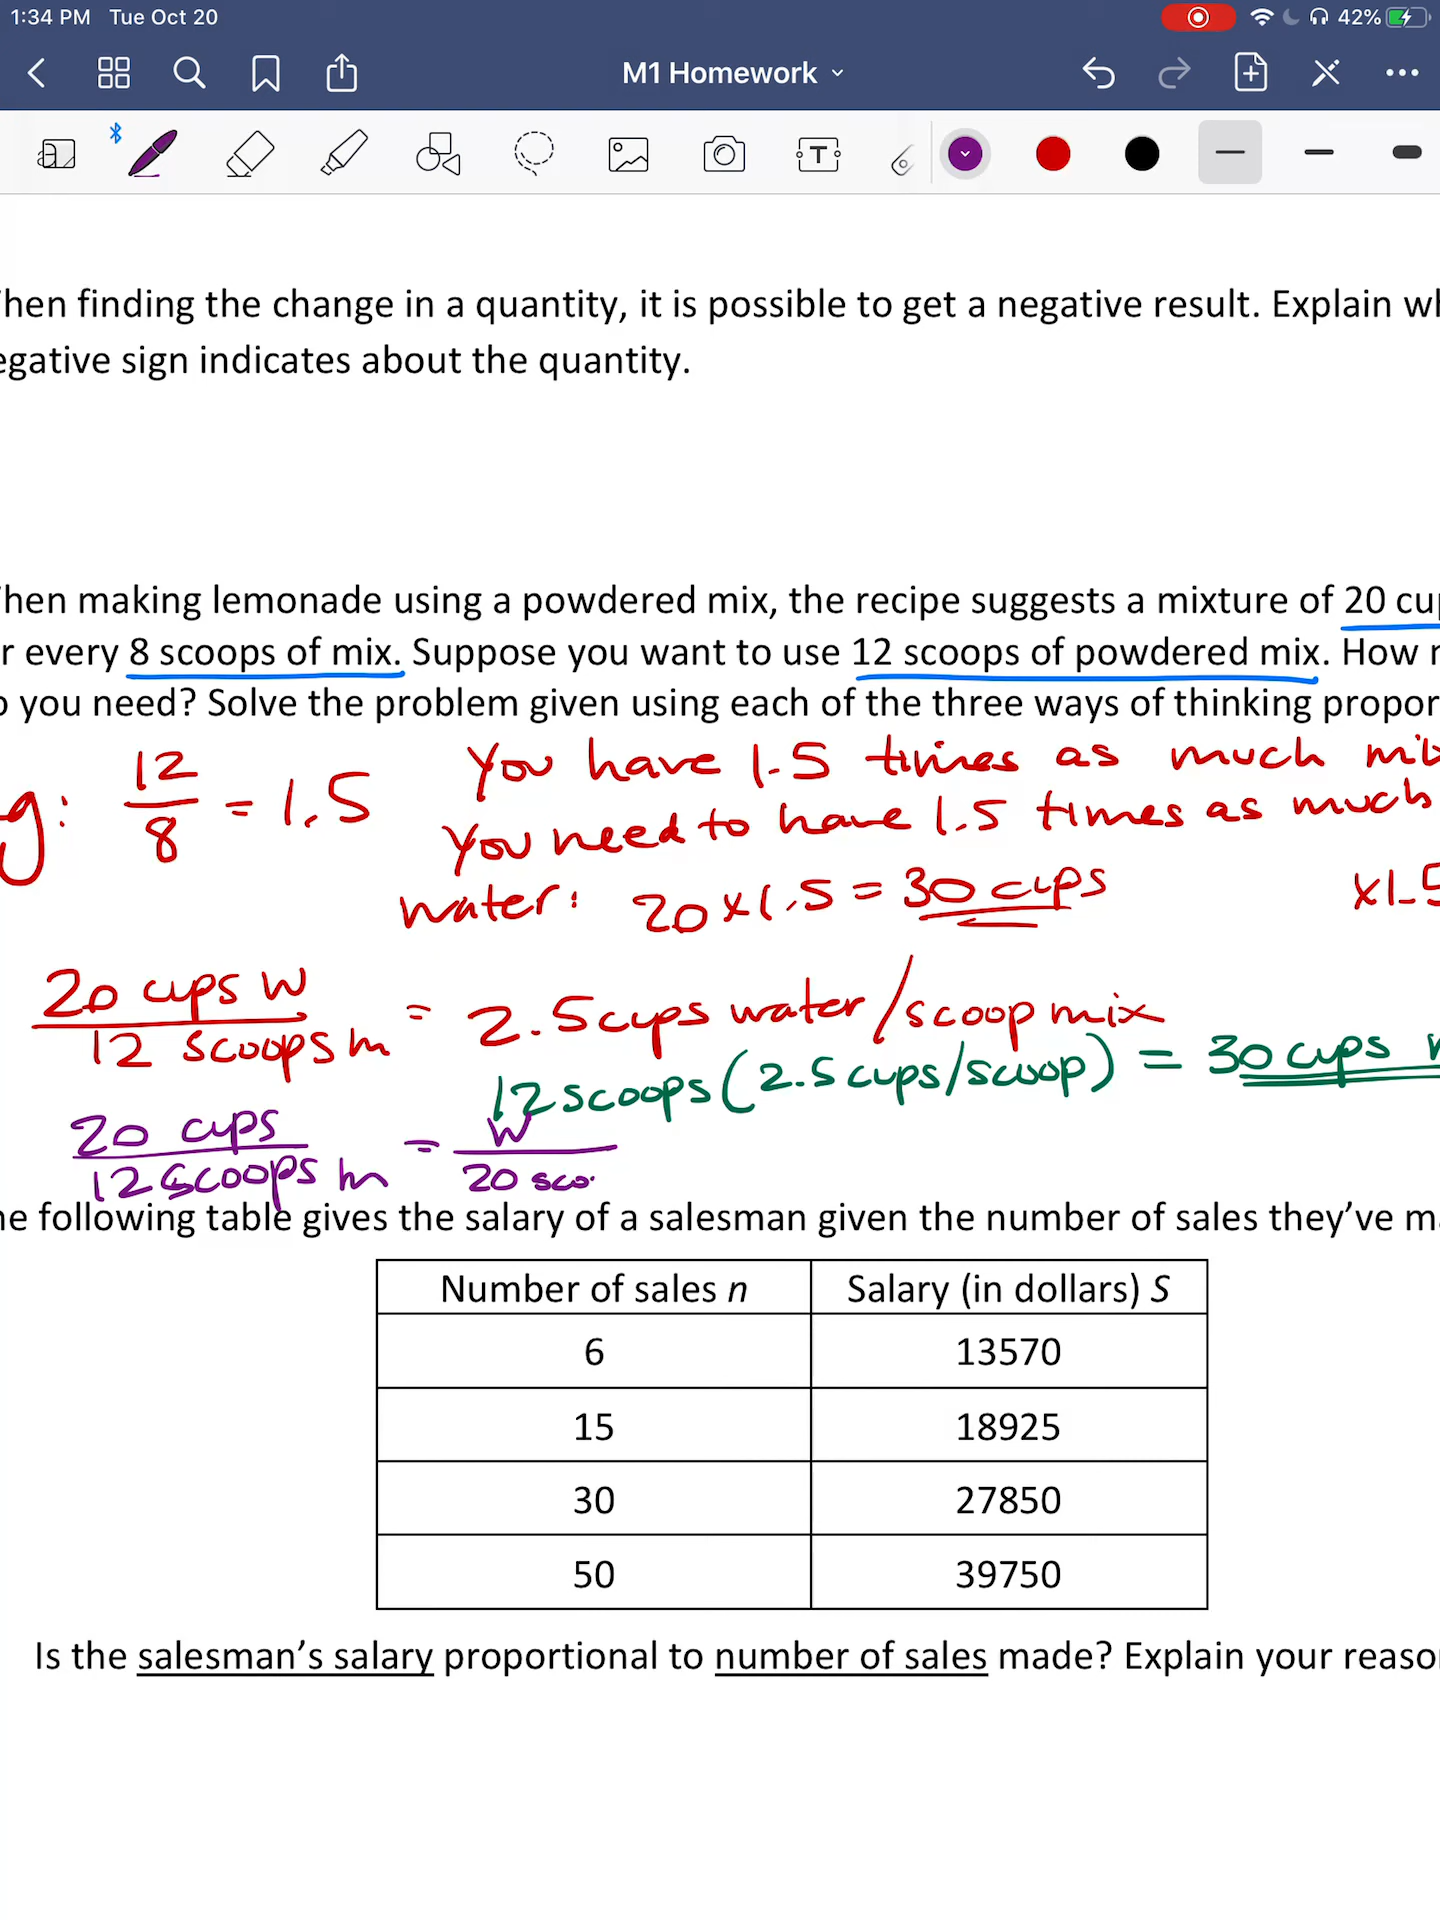 1:34 PM Tue Oct 20
42%
M1 Homework
T
hen finding the change in a quantity, it is possible to get a negative result. Explain wh
egative sign indicates about the quantity.
hen making lemonade using a powdered mix, the recipe suggests a mixture of 20 cup
r every 8 scoops of mix. Suppose you want to use 12 scoops of powdered mix. How
o you need? Solve the problem given using each of the three ways of thinking propor
g: 12/8 = 1.5
You have 1.5 times as much mix
You need to have 1.5 times as much
water: 20 x 1.5 = 30 cups
x1.5
20 cups W / 12 scoops m = 2.5 cups water/scoop mix
12 scoops (2.5 cups/scoop) = 30 cups
20 cups / 12 scoops m = W / 20 sco
he following table gives the salary of a salesman given the number of sales they've m
Number of sales n Salary (in dollars) S
6 13570
15 18925
30 27850
50 39750
Is the salesman's salary proportional to number of sales made? Explain your reaso